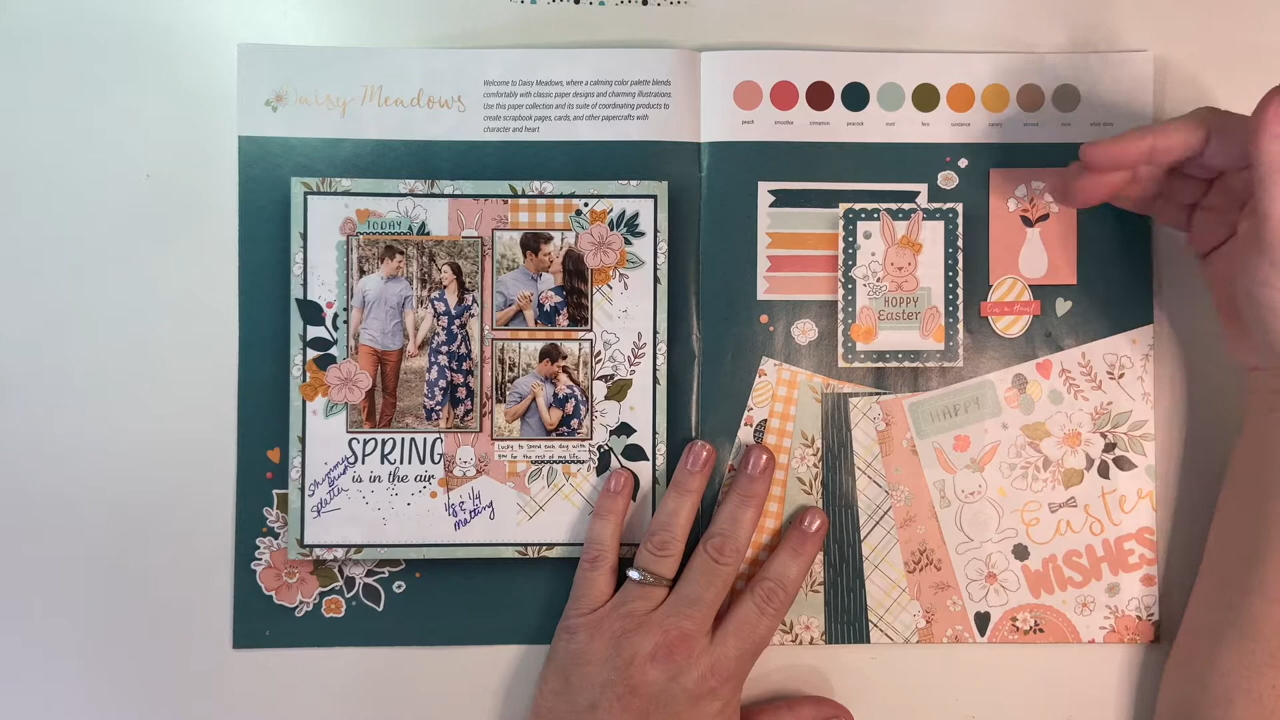 Daisy Meadows
Welcome to Daisy Meadows, where a calming color palette blends
comfortably with classic paper designs and charming illustrations.
Use this paper collection and its suite of coordinating products to
create scrapbook pages, cards, and other papercrafts with
character and heart
peach smoothie cinnamon peacock mint fern sundance canary almond white daisy
TODAY
SPRING
is in the air
Lucky to spend each day with
you for the rest of my life.
Shimmer
Brush
Splatter
1/8 & 1/4
Matting
HOPPY
Easter
On a Hunt
HAPPY
Easter
WISHES